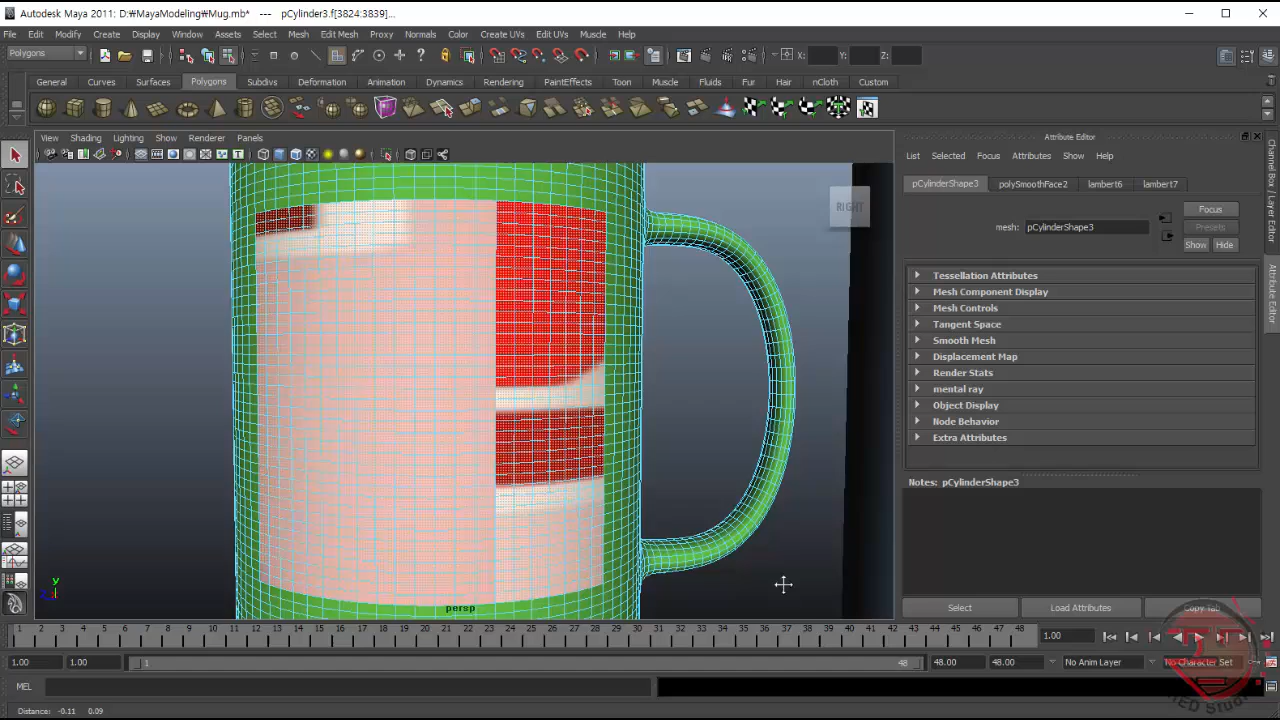 Autodesk Maya 2011: D:\MayaModeling\Mug.mb* --- pCylinder3.f[3824:3839]...
File Edit Modify Create Display Window Assets Select Mesh Edit Mesh Proxy Normals Color Create UVs Edit UVs Muscle Help
Polygons X: Y: Z:
General Curves Surfaces Polygons Subdivs Deformation Animation Dynamics Rendering PaintEffects Toon Muscle Fluids Fur Hair nCloth Custom
View Shading Lighting Show Renderer Panels
RIGHT
y
persp
Attribute Editor
List Selected Focus Attributes Show Help
pCylinderShape3 polySmoothFace2 lambert6 lambert7
mesh: pCylinderShape3
Focus
Presets
Show Hide
Tessellation Attributes
Mesh Component Display
Mesh Controls
Tangent Space
Smooth Mesh
Displacement Map
Render Stats
mental ray
Object Display
Node Behavior
Extra Attributes
Notes: pCylinderShape3
Select Load Attributes Copy Tab
Channel Box / Layer Editor
Attribute Editor
1 2 3 4 5 6 7 8 9 10 11 12 13 14 15 16 17 18 19 20 21 22 23 24 25 26 27 28 29 30 31 32 33 34 35 36 37 38 39 40 41 42 43 44 45 46 47 48 1.00
1.00 1.00 1 48 48.00 48.00 No Anim Layer No Character Set
MEL
Distance: -0.11 0.09